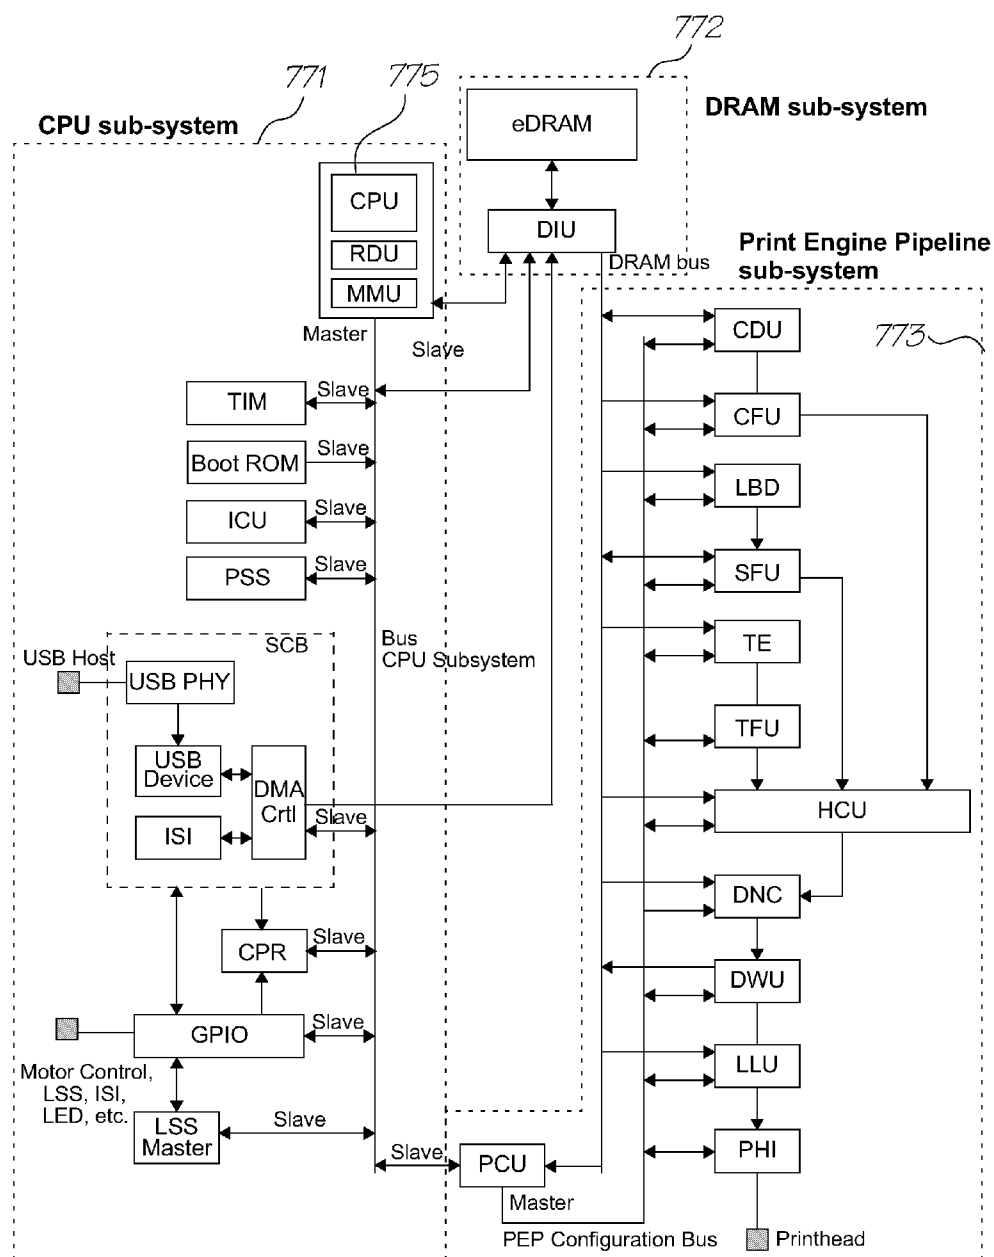 772
771
775
CPU sub-system
DRAM sub-system
eDRAM
CPU
RDU
MMU
DIU
DRAM bus
Print Engine Pipeline
sub-system
773
Master
Slave
CDU
TIM
Slave
CFU
Boot ROM
Slave
LBD
ICU
Slave
PSS
Slave
SFU
SCB
Bus
CPU Subsystem
TE
USB Host
USB PHY
TFU
USB
Device
DMA
Crtl
Slave
ISI
HCU
DNC
CPR
Slave
DWU
GPIO
Slave
Motor Control,
LSS, ISI,
LED, etc.
LLU
LSS
Master
Slave
PHI
Slave
PCU
Master
PEP Configuration Bus
Printhead